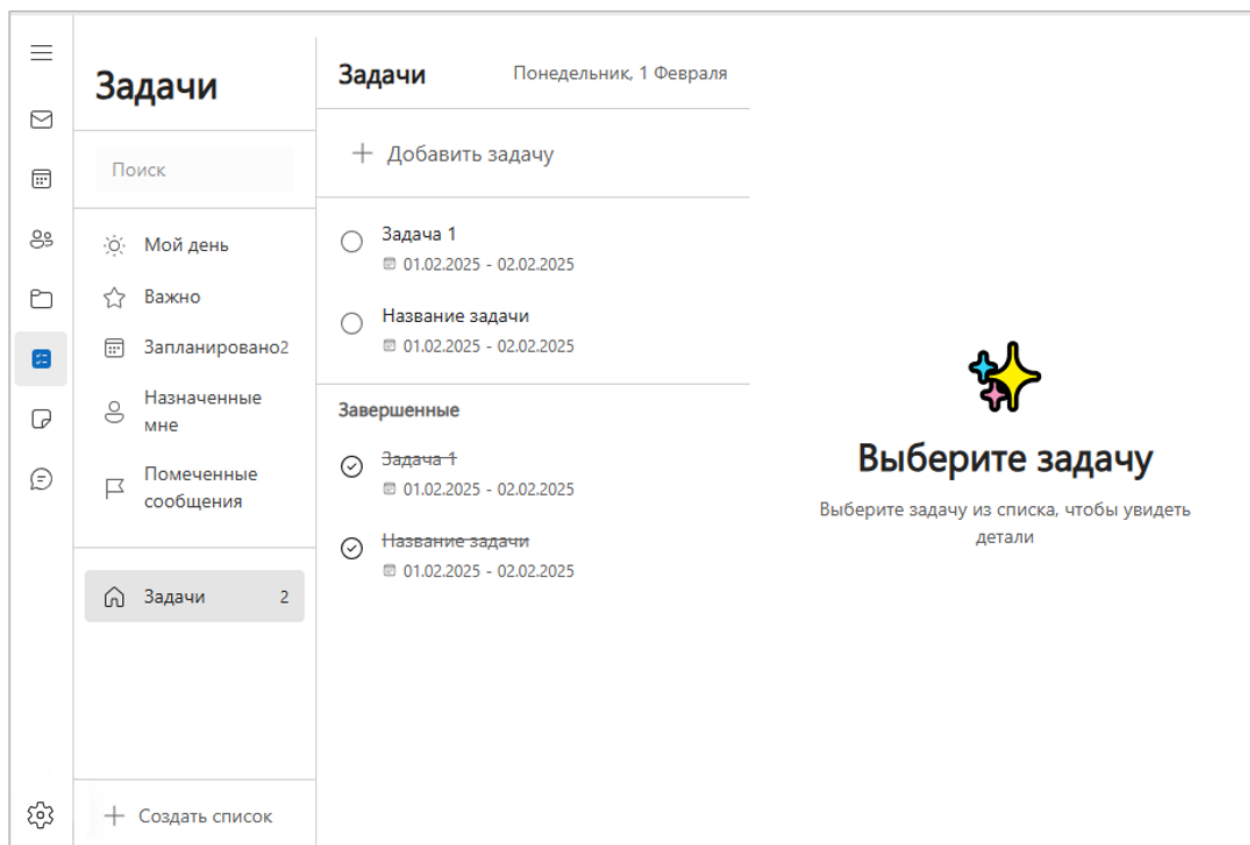 Задачи
Поиск
Мой день
Важно
Запланировано2
Назначенные
мне
Помеченные
сообщения
Задачи 2
Создать список
Задачи Понедельник, 1 Февраля
Добавить задачу
Задача 1
01.02.2025 - 02.02.2025
Название задачи
01.02.2025 - 02.02.2025
Завершенные
Задача 1
01.02.2025 - 02.02.2025
Название задачи
01.02.2025 - 02.02.2025
Выберите задачу
Выберите задачу из списка, чтобы увидеть
детали